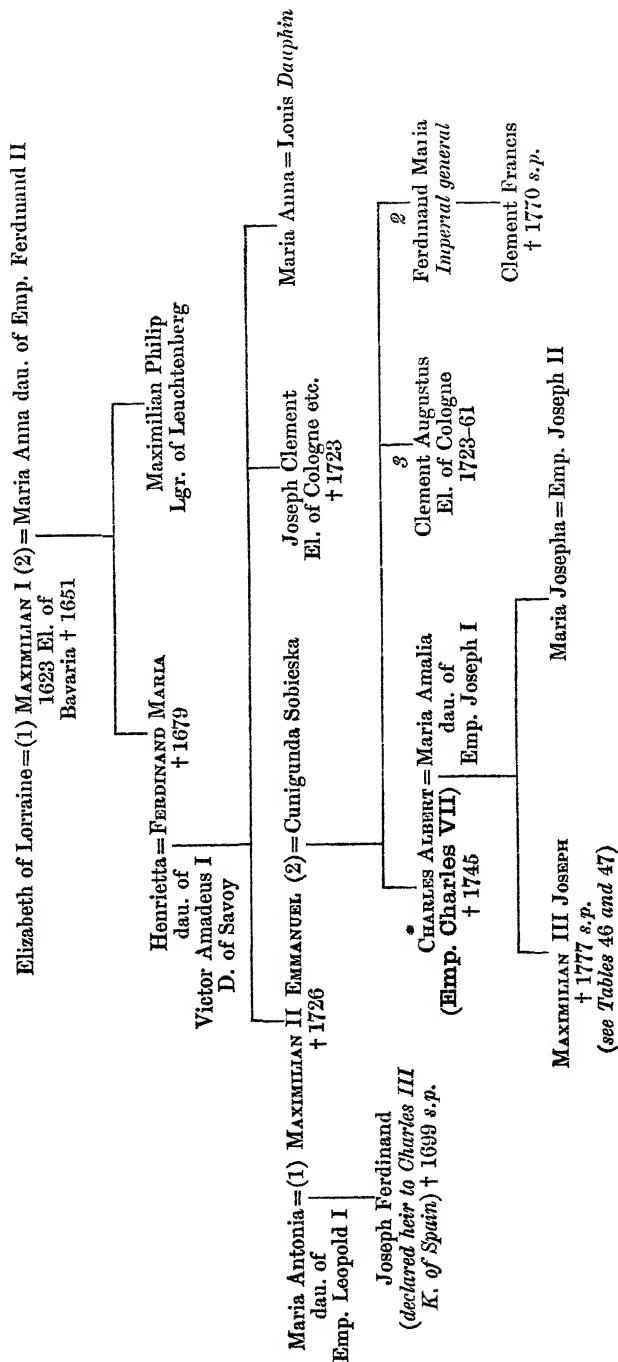 Elizabeth of Lorraine=(1) MAXIMILIAN I (2)=Maria Anna dau. of Emp. Ferdinand II
1623 El. of
Bavaria † 1651
Henrietta=FERDINAND MARIA
dau. of
Victor Amadeus I
D. of Savoy
† 1679
Maximilian Philip
Lgr. of Leuchtenberg
Maria Antonia=(1) MAXIMILIAN II EMMANUEL (2)=Cunigunda Sobieska
dau. of
Emp. Leopold I
† 1726
Joseph Clement
El. of Cologne etc.
† 1723
Maria Anna=Louis Dauphin
Joseph Ferdinand
(declared heir to Charles III
K. of Spain) † 1699 s.p.
*
CHARLES ALBERT=Maria Amalia
(Emp. Charles VII)
† 1745
dau. of
Emp. Joseph I
3
Clement Augustus
El. of Cologne
1723–61
2
Ferdinand Maria
Imperial general
Clement Francis
† 1770 s.p.
MAXIMILIAN III JOSEPH
† 1777 s.p.
(see Tables 46 and 47)
Maria Josepha=Emp. Joseph II